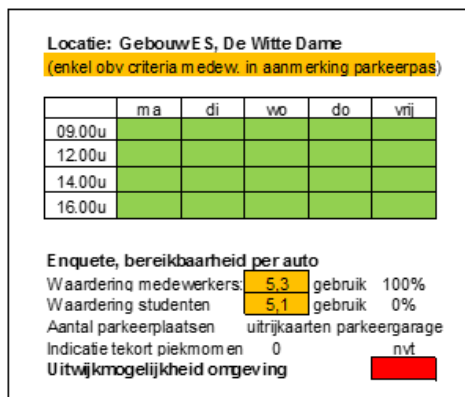 Locatie: Gebouw ES, De Witte Dame
(enkel obv criteria medew. in aanmerking parkeerpas)
ma di wo do vrij
09.00u
12.00u
14.00u
16.00u
Enquete, bereikbaarheid per auto
Waardering medewerkers: 5,3 gebruik 100%
Waardering studenten 5,1 gebruik 0%
Aantal parkeerplaatsen uitrijkaarten parkeergarage
Indicatie tekort piekmomen 0 nvt
Uitwijkmogelijkheid omgeving